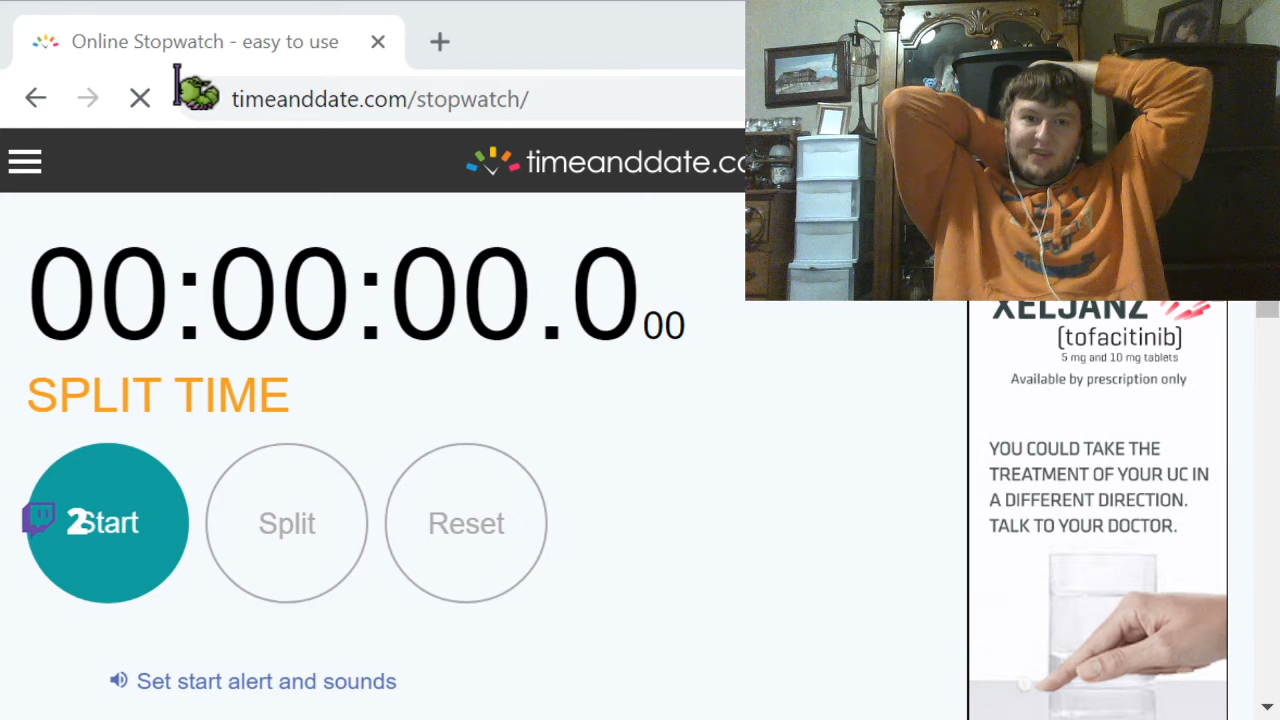 Online Stopwatch - easy to use
timeanddate.com/stopwatch/
timeanddate.co
00:00:00.000
SPLIT TIME
2
Start
Split
Reset
Set start alert and sounds
XELJANZ
[tofacitinib]
5 mg and 10 mg tablets
Available by prescription only
YOU COULD TAKE THE
TREATMENT OF YOUR UC IN
A DIFFERENT DIRECTION.
TALK TO YOUR DOCTOR.